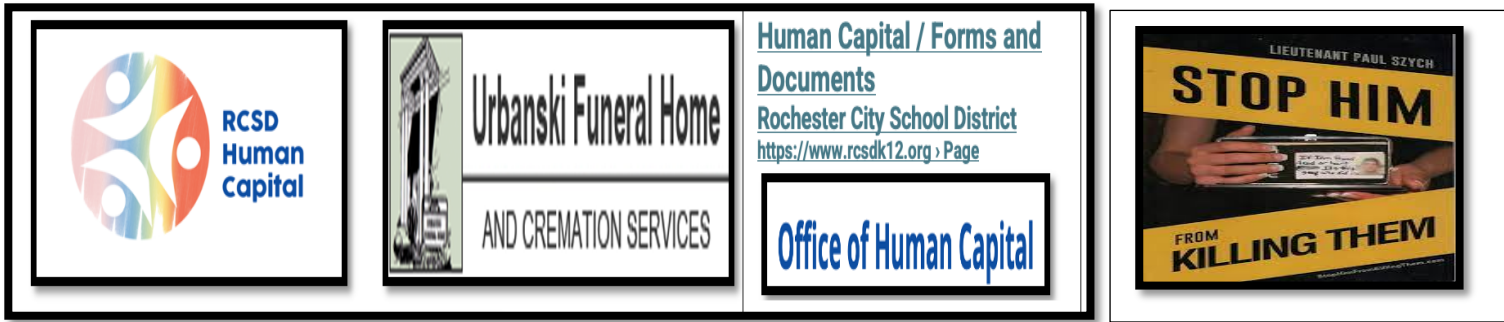 RCSD
Human
Capital
Urbanski Funeral Home
AND CREMATION SERVICES
Human Capital / Forms and
Documents
Rochester City School District
https://www.rcsdk12.org › Page
Office of Human Capital
LIEUTENANT PAUL SZYCH
STOP HIM
FROM
KILLING THEM